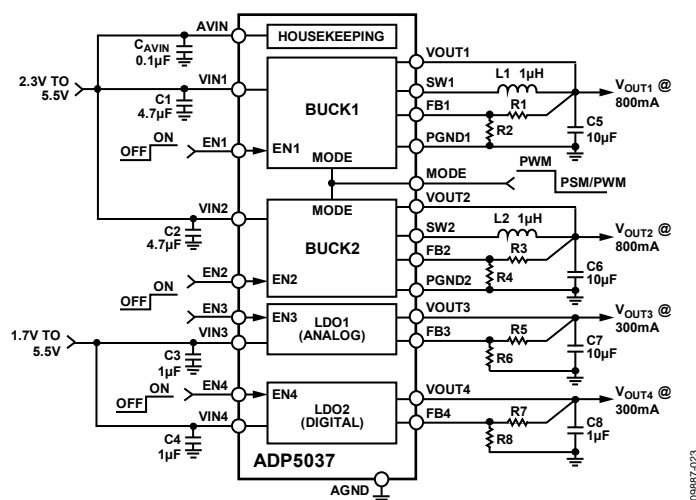 AVIN
HOUSEKEEPING
CAVIN
0.1µF
VOUT1
2.3V TO
5.5V
VIN1
C1
4.7µF
BUCK1
SW1
L1 1µH
VOUT1 @
800mA
FB1
R1
R2
C5
10µF
ON
OFF
EN1
EN1
PGND1
MODE
MODE
PWM
PSM/PWM
MODE
VOUT2
VIN2
C2
4.7µF
BUCK2
SW2
L2 1µH
VOUT2 @
800mA
FB2
R3
R4
C6
10µF
EN2
EN2
PGND2
ON
OFF
EN3
EN3
LDO1
(ANALOG)
VOUT3
VOUT3 @
300mA
1.7V TO
5.5V
VIN3
FB3
R5
R6
C7
10µF
C3
1µF
ON
OFF
EN4
EN4
LDO2
(DIGITAL)
VOUT4
VOUT4 @
300mA
VIN4
FB4
R7
R8
C8
1µF
C4
1µF
ADP5037
AGND
09887-023